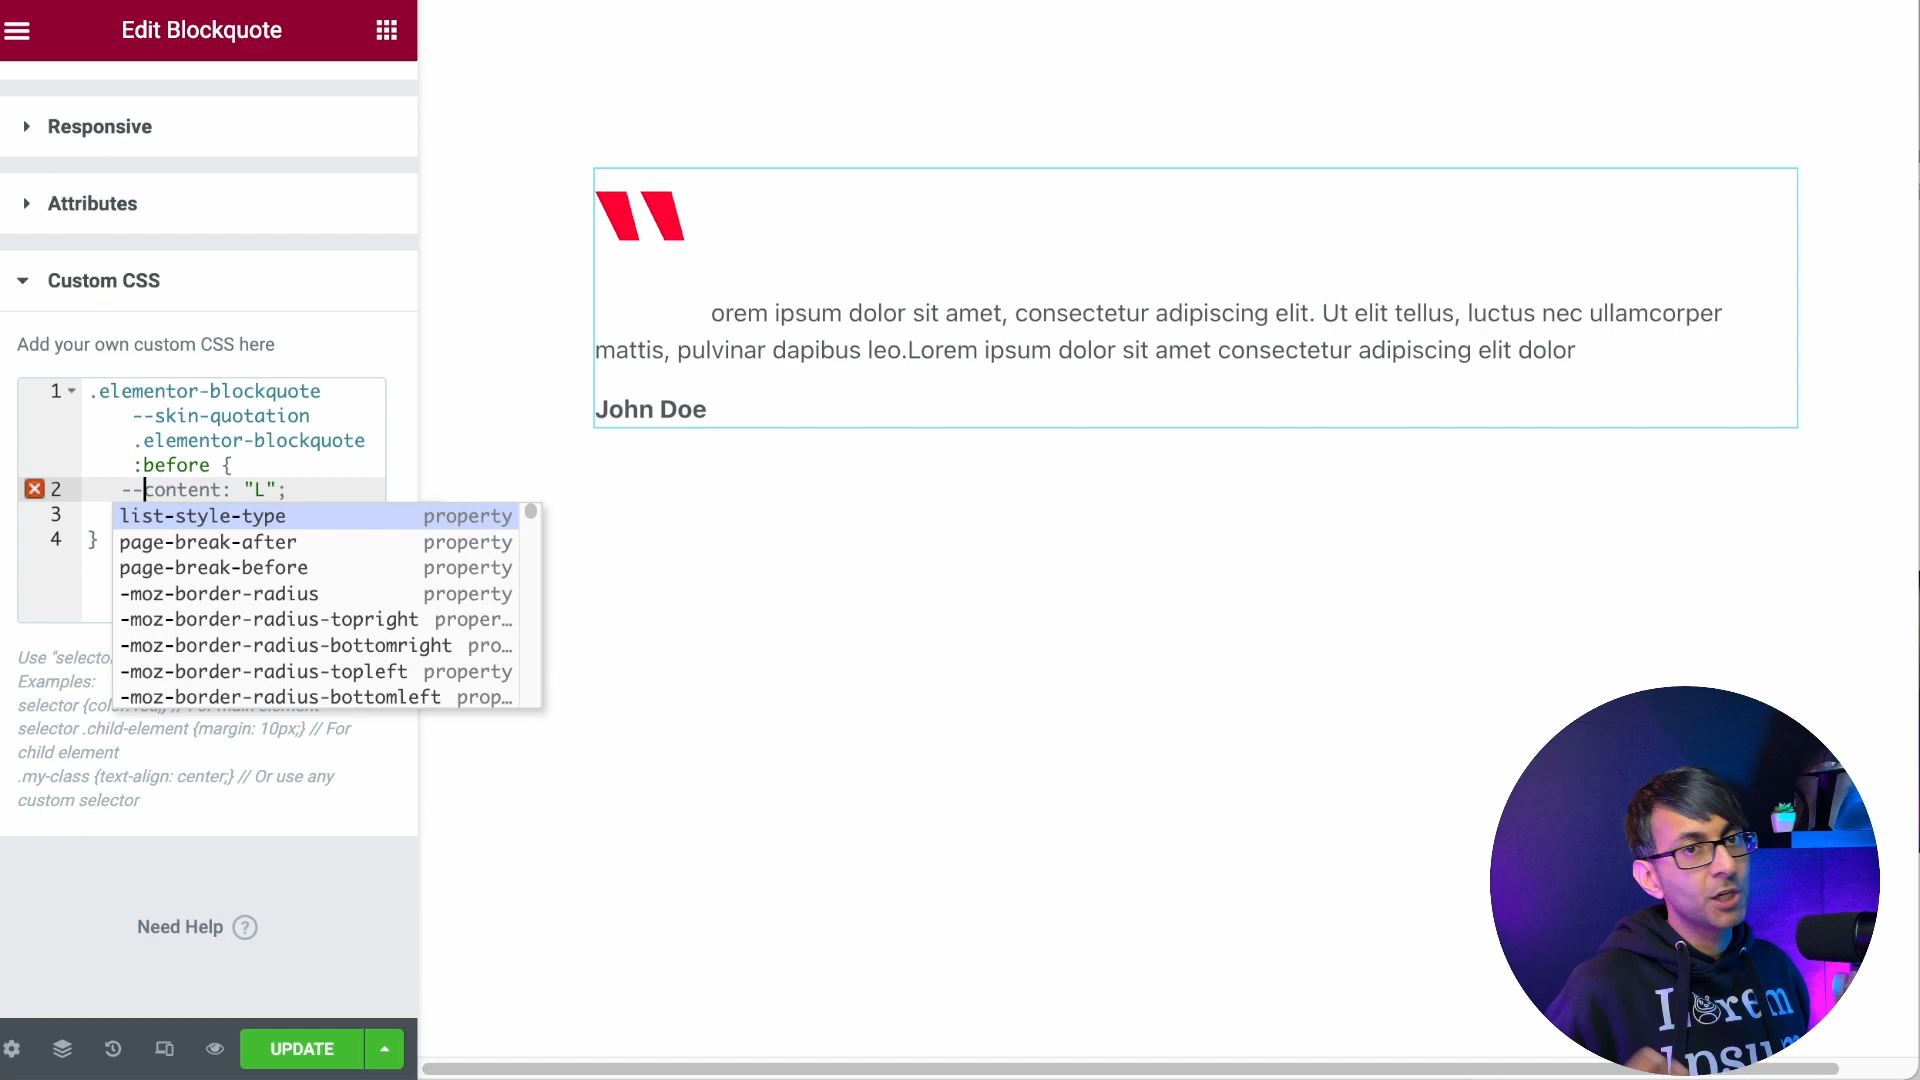 Edit Blockquote
Responsive
Attributes
Custom CSS
Add your own custom CSS here
1 .elementor-blockquote
--skin-quotation
.elementor-blockquote
:before {
2 --content: "L";
3
4 }
list-style-type property
page-break-after property
page-break-before property
-moz-border-radius property
-moz-border-radius-topright proper…
-moz-border-radius-bottomright pro…
-moz-border-radius-topleft property
-moz-border-radius-bottomleft prop…
Use
Examples:
selector
selector .child-element {margin: 10px;} // For
child element
.my-class {text-align: center;} // Or use any
custom selector
Need Help ?
UPDATE
orem ipsum dolor sit amet, consectetur adipiscing elit. Ut elit tellus, luctus nec ullamcorper
mattis, pulvinar dapibus leo.Lorem ipsum dolor sit amet consectetur adipiscing elit dolor
John Doe